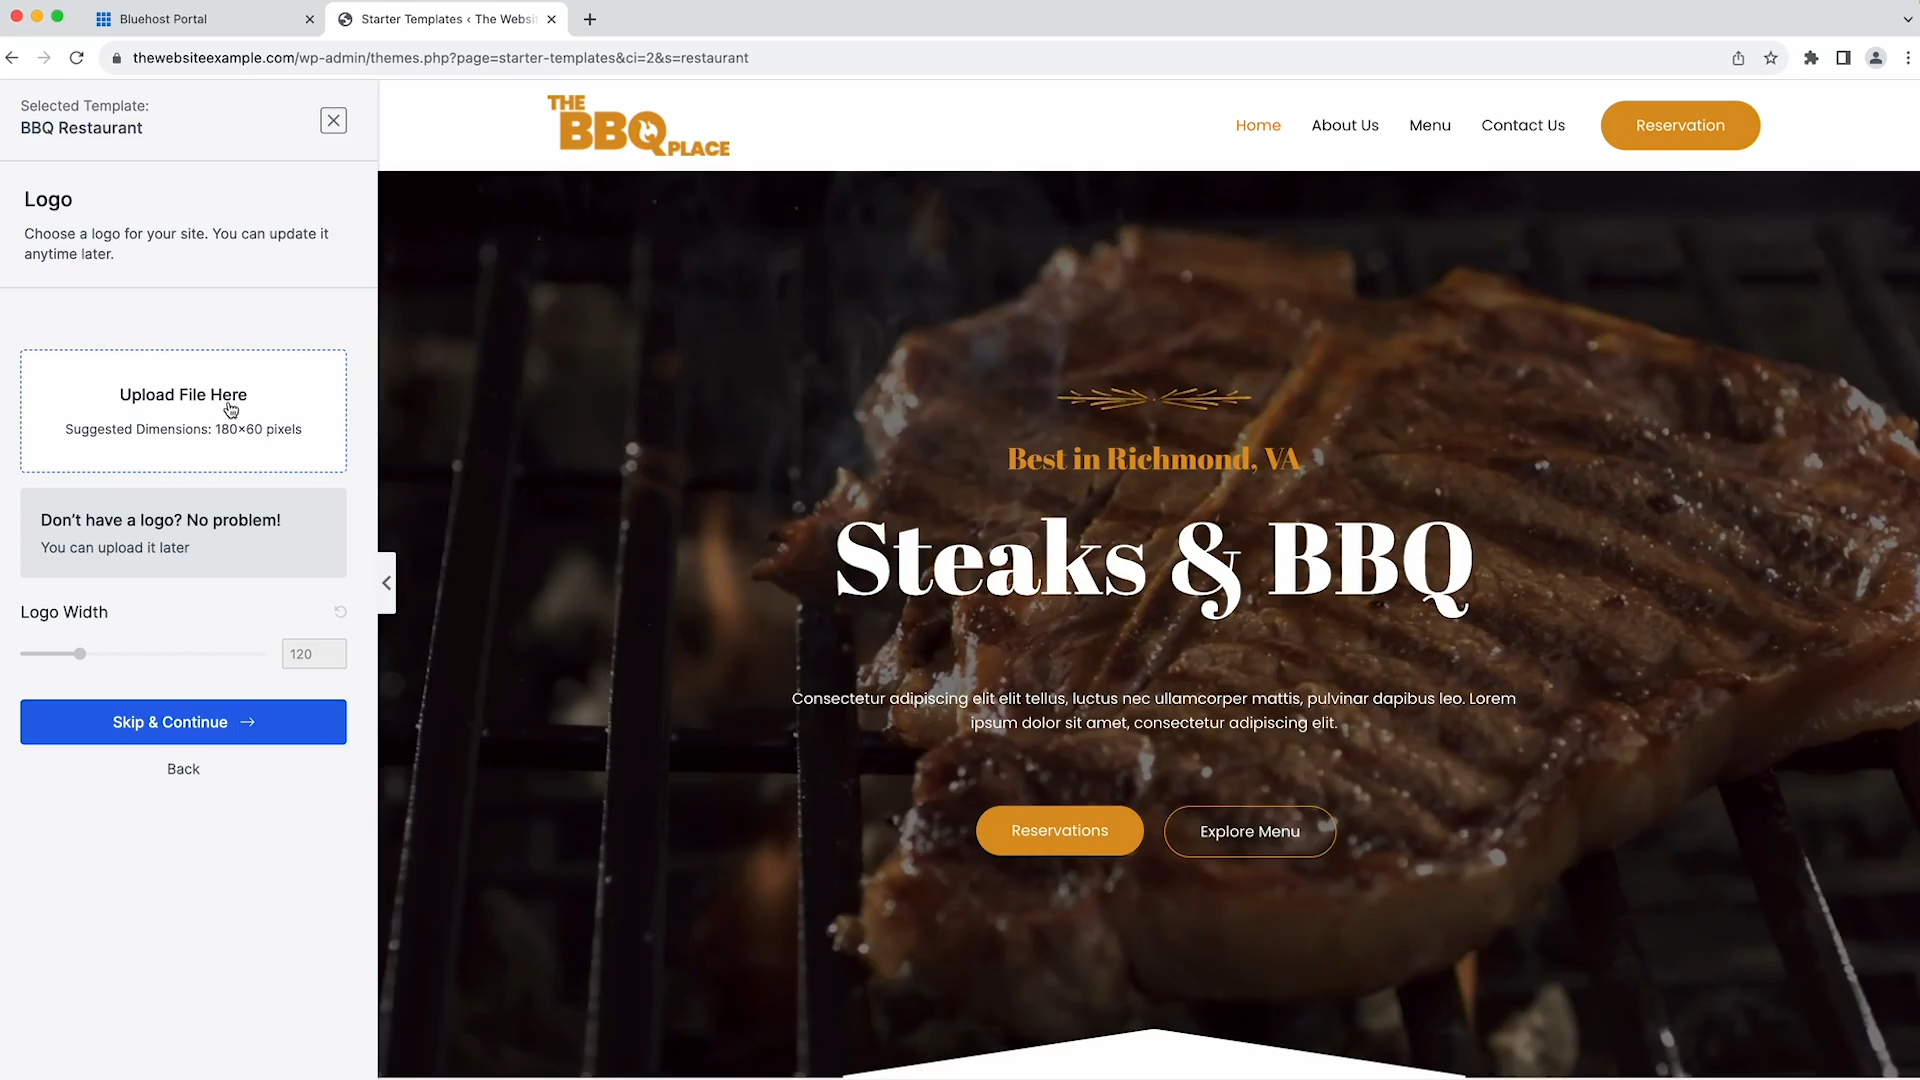 Bluehost Portal
Starter Templates ‹ The Websi
thewebsiteexample.com/wp-admin/themes.php?page=starter-templates&ci=2&s=restaurant
Selected Template:
BBQ Restaurant
Logo
Choose a logo for your site. You can update it
anytime later.
Upload File Here
Suggested Dimensions: 180×60 pixels
Don't have a logo? No problem!
You can upload it later
Logo Width
120
Skip & Continue →
Back
THE
BBQ PLACE
Home About Us Menu Contact Us Reservation
Best in Richmond, VA
Steaks & BBQ
Consectetur adipiscing elit elit tellus, luctus nec ullamcorper mattis, pulvinar dapibus leo. Lorem
ipsum dolor sit amet, consectetur adipiscing elit.
Reservations Explore Menu